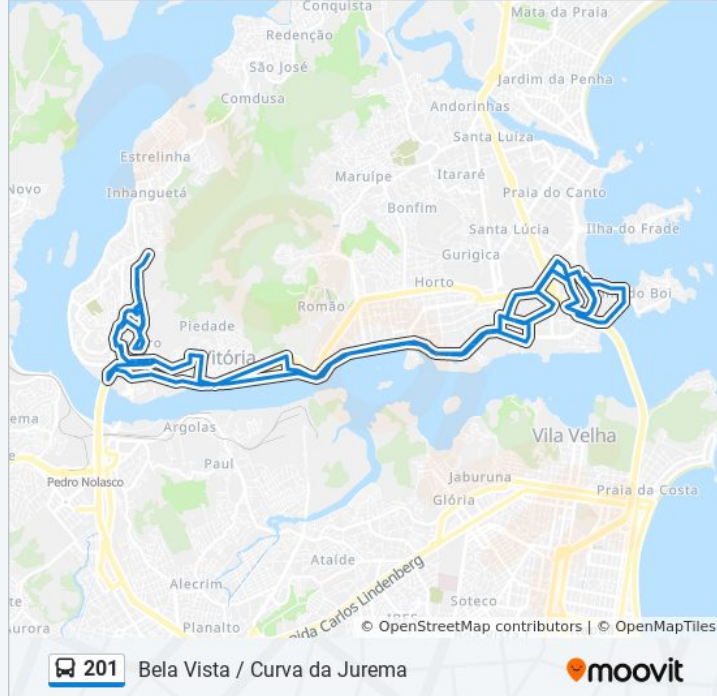 Conquista
Mata da Praia
Redenção
São José
Jardim da Penha
Comdusa
Andorinhas
Santa Luiza
Estrelinha
Maruípe
Itararé
Novo
Inhanguetá
Praia do Canto
Bonfim
Santa Lúcia
Ilha do Frade
Gurigica
Horto
do Boi
Romão
Piedade
Vitória
Argolas
Vila Velha
Paul
Jaburuna
Pedro Nolasco
Praia da Costa
Glória
Ataíde
Alecrim
Carlos Lindenberg
Soteco
Planalto
© OpenStreetMap contributors | © OpenMapTiles
201 Bela Vista / Curva da Jurema
moovit